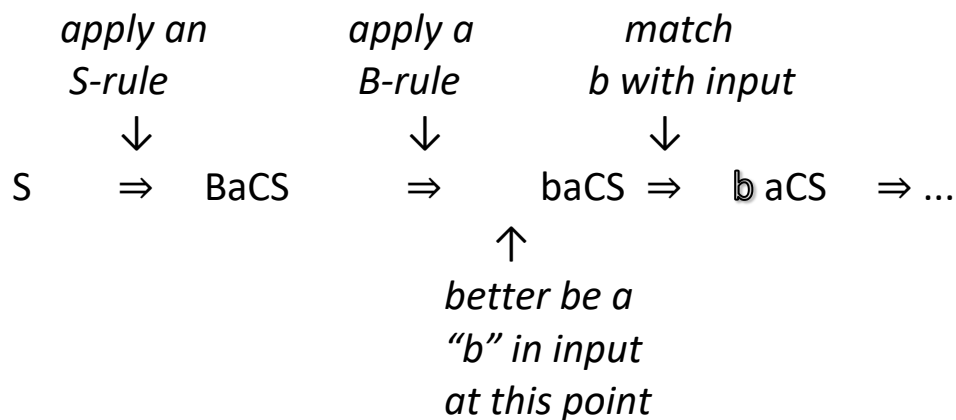 apply an apply a match
S-rule B-rule b with input
↓ ↓ ↓
S ⇒ BaCS ⇒ baCS ⇒ b aCS ⇒ ...
↑
better be a
“b” in input
at this point